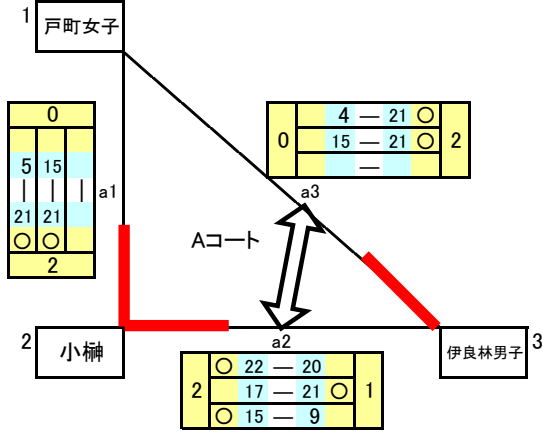 1 戸町女子
0
5 15
| | |
21 21
○ ○
2
a1
0 4 — 21 ○ 2
15 — 21 ○
—
a3
Aコート
2 小榊
伊良林男子 3
a2
2 ○ 22 — 20 1
17 — 21 ○
○ 15 — 9